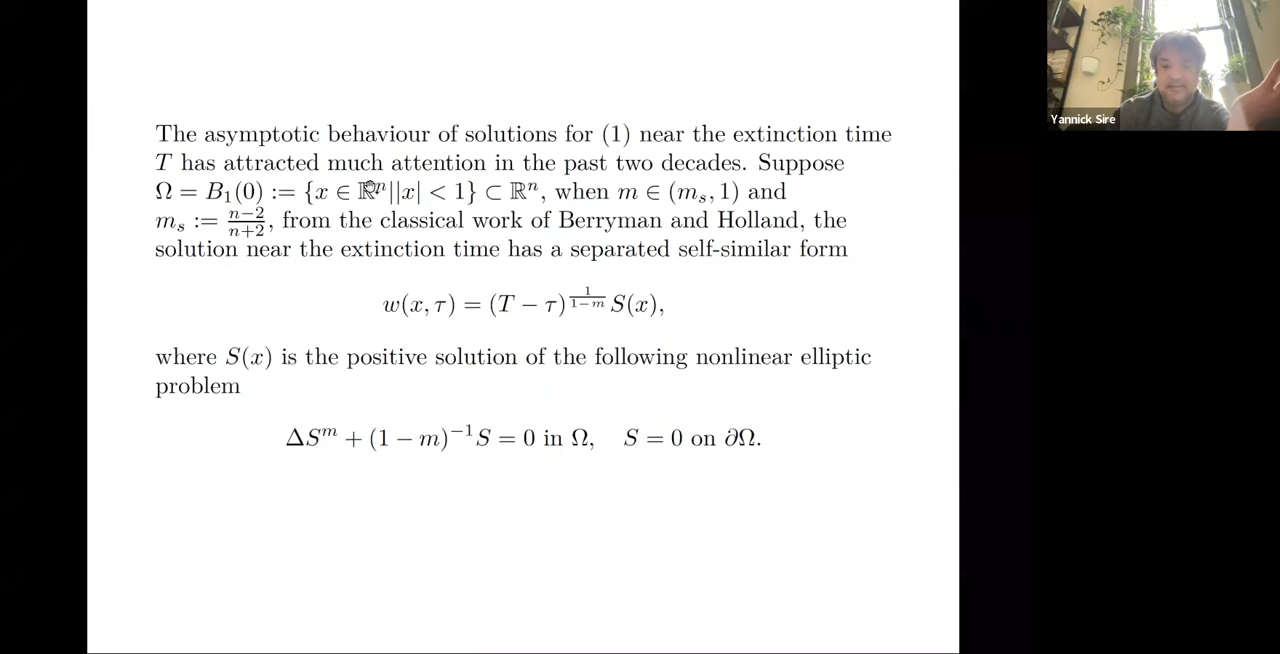 The asymptotic behaviour of solutions for (1) near the extinction time
T has attracted much attention in the past two decades. Suppose
Ω = B₁(0) := {x ∈ ℝⁿ||x| < 1} ⊂ ℝⁿ, when m ∈ (mₛ, 1) and
mₛ := \frac{n−2}{n+2}, from the classical work of Berryman and Holland, the
solution near the extinction time has a separated self-similar form
w(x, τ) = (T − τ)^{\frac{1}{1−m}} S(x),
where S(x) is the positive solution of the following nonlinear elliptic
problem
ΔSᵐ + (1 − m)⁻¹S = 0 in Ω, S = 0 on ∂Ω.
Yannick Sire